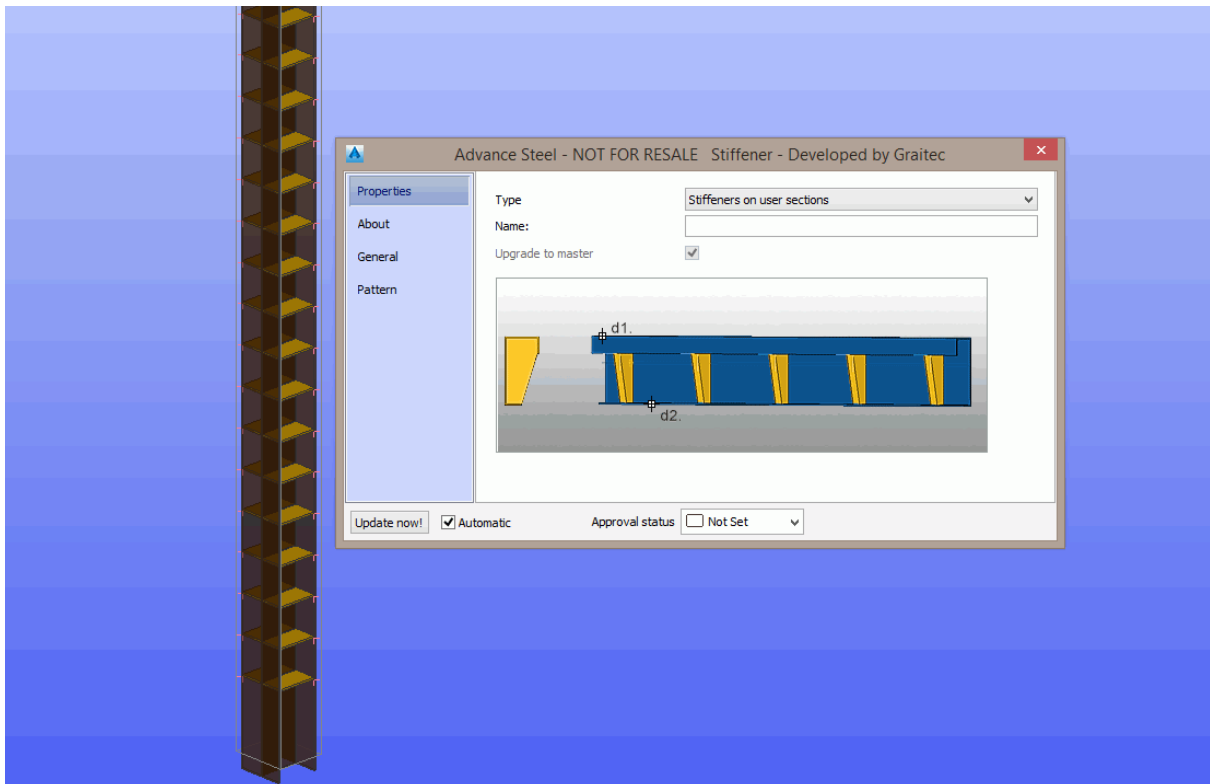 Advance Steel - NOT FOR RESALE   Stiffener - Developed by Graitec
Properties
About
General
Pattern
Type
Stiffeners on user sections
Name:
Upgrade to master
d1.
d2.
Update now!
Automatic
Approval status
Not Set